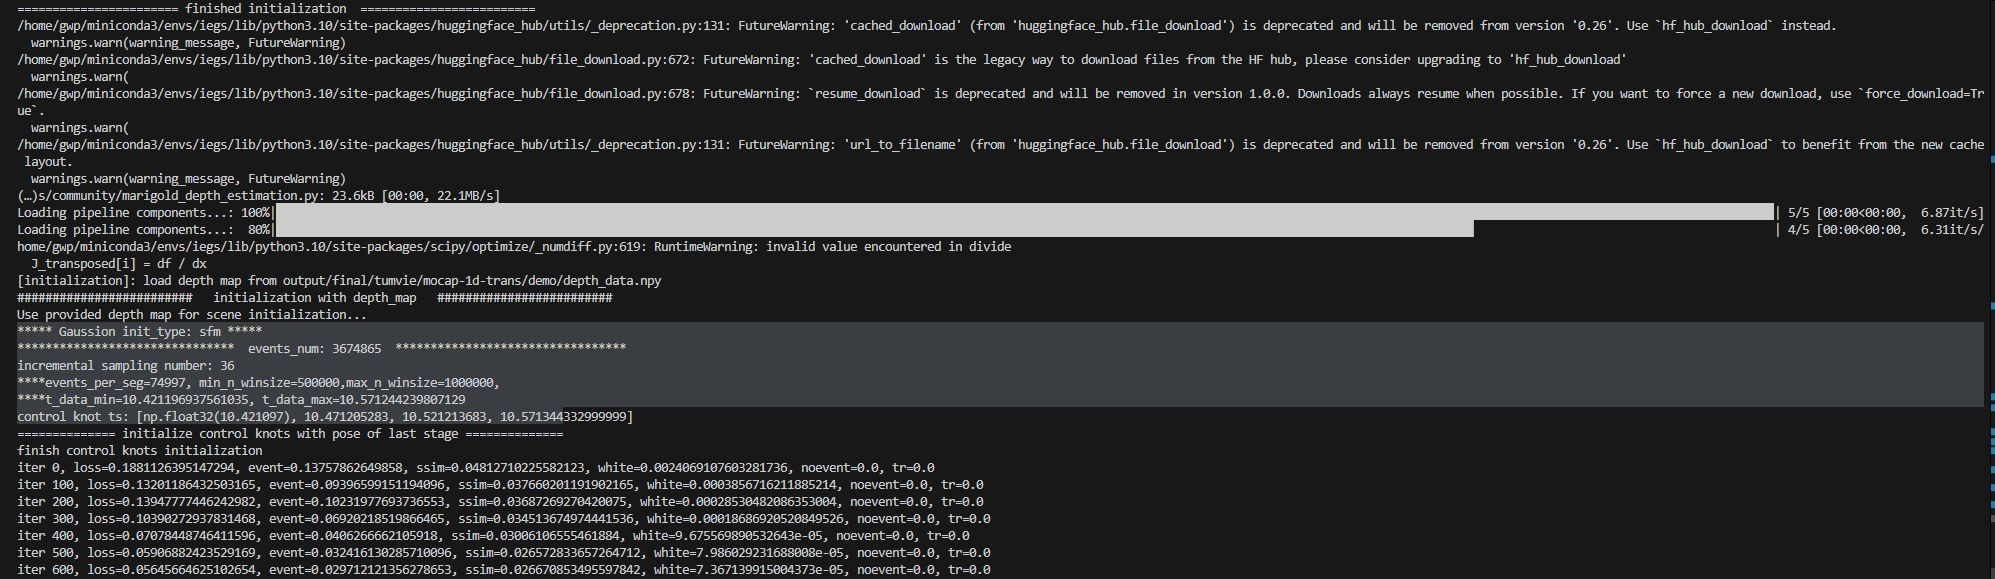 ======================= finished initialization  =========================
/home/gwp/miniconda3/envs/iegs/lib/python3.10/site-packages/huggingface_hub/utils/_deprecation.py:131: FutureWarning: 'cached_download' (from 'huggingface_hub.file_download') is deprecated and will be removed from version '0.26'. Use `hf_hub_download` instead.
  warnings.warn(warning_message, FutureWarning)
/home/gwp/miniconda3/envs/iegs/lib/python3.10/site-packages/huggingface_hub/file_download.py:672: FutureWarning: 'cached_download' is the legacy way to download files from the HF hub, please consider upgrading to 'hf_hub_download'
  warnings.warn(
/home/gwp/miniconda3/envs/iegs/lib/python3.10/site-packages/huggingface_hub/file_download.py:678: FutureWarning: `resume_download` is deprecated and will be removed in version 1.0.0. Downloads always resume when possible. If you want to force a new download, use `force_download=Tr
ue`.
  warnings.warn(
/home/gwp/miniconda3/envs/iegs/lib/python3.10/site-packages/huggingface_hub/utils/_deprecation.py:131: FutureWarning: 'url_to_filename' (from 'huggingface_hub.file_download') is deprecated and will be removed from version '0.26'. Use `hf_hub_download` to benefit from the new cache
 layout.
  warnings.warn(warning_message, FutureWarning)
(…)s/community/marigold_depth_estimation.py: 23.6kB [00:00, 22.1MB/s]
Loading pipeline components...: 100%| | 5/5 [00:00<00:00,  6.87it/s]
Loading pipeline components...:  80%| | 4/5 [00:00<00:00,  6.31it/s/
home/gwp/miniconda3/envs/iegs/lib/python3.10/site-packages/scipy/optimize/_numdiff.py:619: RuntimeWarning: invalid value encountered in divide
  J_transposed[i] = df / dx
[initialization]: load depth map from output/final/tumvie/mocap-1d-trans/demo/depth_data.npy
#########################   initialization with depth_map   #########################
Use provided depth map for scene initialization...
***** Gaussion init_type: sfm *****
*******************************  events_num: 3674865  *********************************
incremental sampling number: 36
****events_per_seg=74997, min_n_winsize=500000,max_n_winsize=1000000,
****t_data_min=10.421196937561035, t_data_max=10.571244239807129
control knot ts: [np.float32(10.421097), 10.471205283, 10.521213683, 10.571344332999999]
============== initialize control knots with pose of last stage ==============
finish control knots initialization
iter 0, loss=0.1881126395147294, event=0.13757862649858, ssim=0.04812710225582123, white=0.0024069107603281736, noevent=0.0, tr=0.0
iter 100, loss=0.13201186432503165, event=0.09396599151194096, ssim=0.037660201191902165, white=0.0003856716211885214, noevent=0.0, tr=0.0
iter 200, loss=0.13947777446242982, event=0.10231977693736553, ssim=0.03687269270420075, white=0.00028530482086353004, noevent=0.0, tr=0.0
iter 300, loss=0.10390272937831468, event=0.06920218519866465, ssim=0.034513674974441536, white=0.00018686920520849526, noevent=0.0, tr=0.0
iter 400, loss=0.07078448746411596, event=0.0406266662105918, ssim=0.03006106555461884, white=9.675569890532643e-05, noevent=0.0, tr=0.0
iter 500, loss=0.05906882423529169, event=0.032416130285710096, ssim=0.026572833657264712, white=7.986029231688008e-05, noevent=0.0, tr=0.0
iter 600, loss=0.05645664625102654, event=0.029712121356278653, ssim=0.026670853495597842, white=7.367139915004373e-05, noevent=0.0, tr=0.0